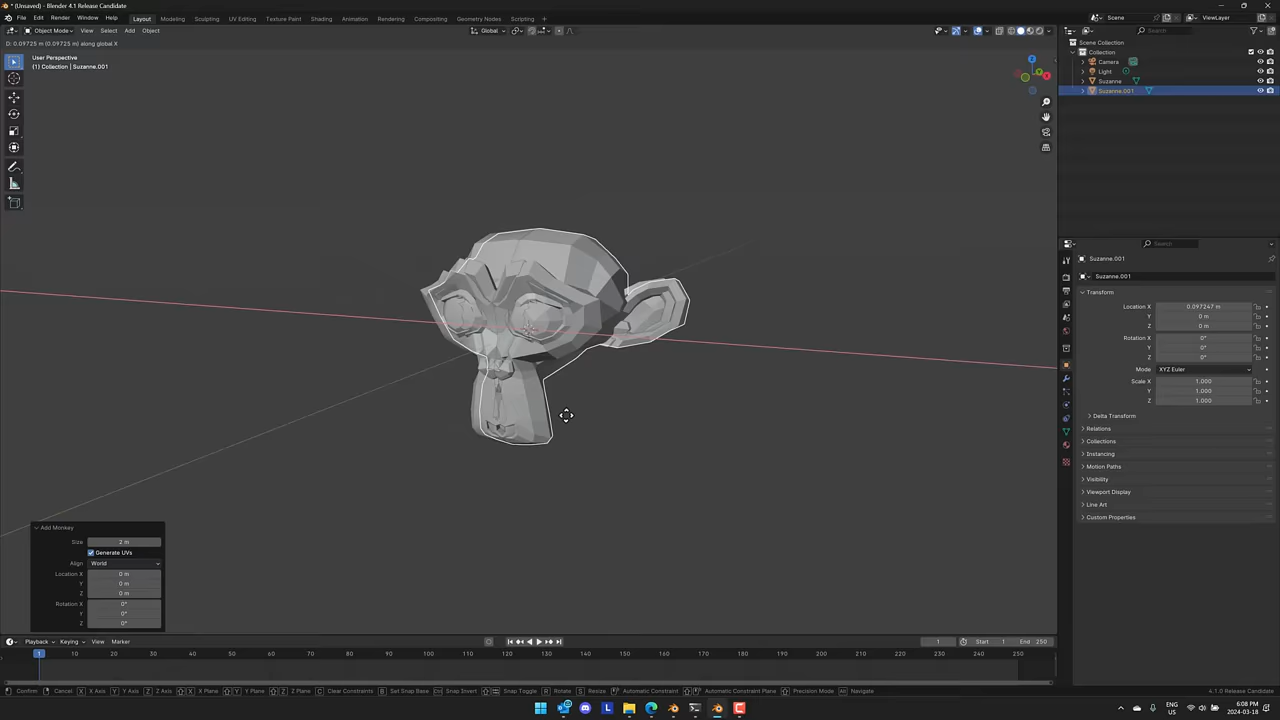 * (Unsaved) - Blender 4.1 Release Candidate
File Edit Render Window Help Layout Modeling Sculpting UV Editing Texture Paint Shading Animation Rendering Compositing Geometry Nodes Scripting + Scene ViewLayer
Object Mode View Select Add Object Global Search
D: 0.09725 m (0.09725 m) along global X
User Perspective
(1) Collection | Suzanne.001
Z
X
Y
Scene Collection
Collection
Camera
Light
Suzanne
Suzanne.001
Search
Suzanne.001
Suzanne.001
Transform
Location X 0.097247 m
Y 0 m
Z 0 m
Rotation X 0°
Y 0°
Z 0°
Mode XYZ Euler
Scale X 1.000
Y 1.000
Z 1.000
Delta Transform
Relations
Collections
Instancing
Motion Paths
Visibility
Viewport Display
Line Art
Custom Properties
Add Monkey
Size 2 m
Generate UVs
Align World
Location X 0 m
Y 0 m
Z 0 m
Rotation X 0°
Y 0°
Z 0°
Playback Keying View Marker 1 Start 1 End 250
1 10 20 30 40 50 60 70 80 90 100 110 120 130 140 150 160 170 180 190 200 210 220 230 240 250
Confirm Cancel X X Axis Y Y Axis Z Z Axis X X Plane Y Y Plane Z Z Plane C Clear Constraints B Set Snap Base Snap Invert Snap Toggle R Rotate S Resize Automatic Constraint Automatic Constraint Plane Precision Mode Alt Navigate 4.1.0 Release Candidate
L ENG US 6:08 PM 2024-03-18